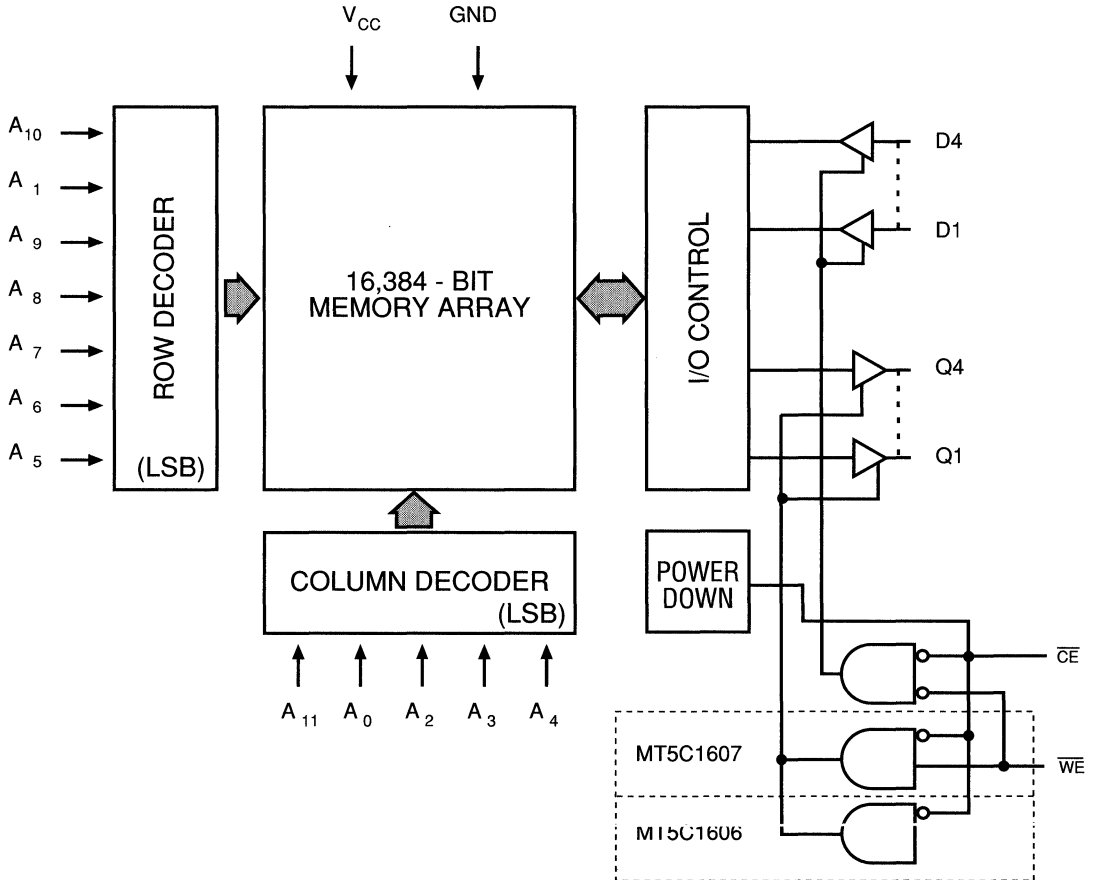 VCC GND
A10
A1
A9
A8
A7
A6
A5
ROW DECODER
(LSB)
16,384 - BIT
MEMORY ARRAY
I/O CONTROL
D4
D1
Q4
Q1
COLUMN DECODER
(LSB)
POWER
DOWN
A11 A0 A2 A3 A4
CE
WE
MT5C1607
MT5C1606